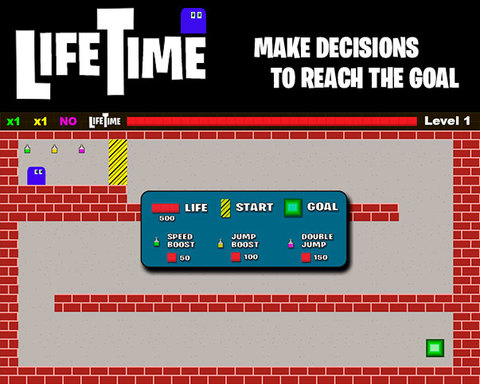 LIFETIME
MAKE DECISIONS
TO REACH THE GOAL
x1 x1 NO LIFETIME Level 1
LIFE START GOAL
500
SPEED BOOST JUMP BOOST DOUBLE JUMP
50 100 150